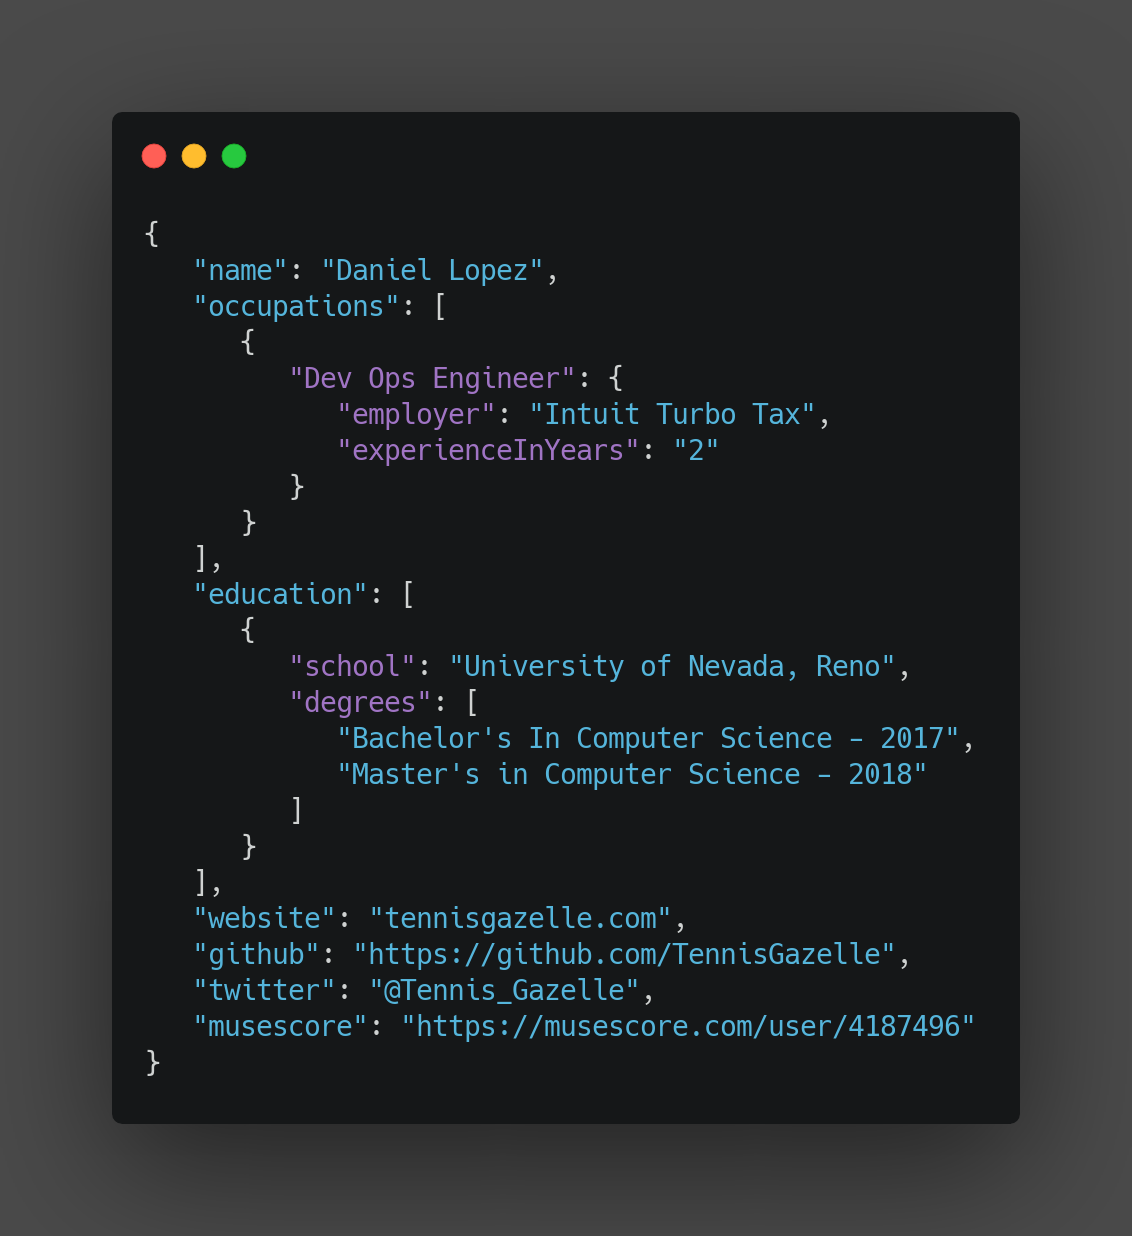 {
   "name": "Daniel Lopez",
   "occupations": [
      {
         "Dev Ops Engineer": {
            "employer": "Intuit Turbo Tax",
            "experienceInYears": "2"
         }
      }
   ],
   "education": [
      {
         "school": "University of Nevada, Reno",
         "degrees": [
            "Bachelor's In Computer Science - 2017",
            "Master's in Computer Science - 2018"
         ]
      }
   ],
   "website": "tennisgazelle.com",
   "github": "https://github.com/TennisGazelle",
   "twitter": "@Tennis_Gazelle",
   "musescore": "https://musescore.com/user/4187496"
}